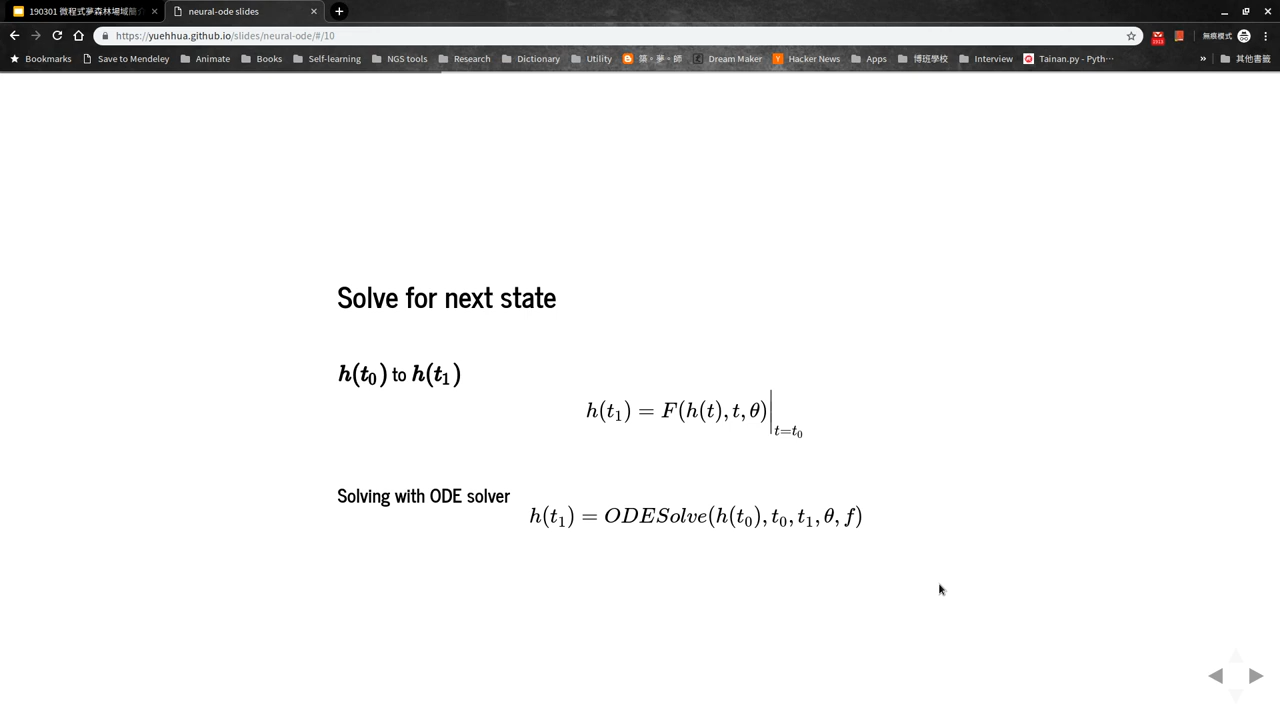 190301 微程式夢森林場域簡介
neural-ode slides
https://yuehhua.github.io/slides/neural-ode/#/10
無痕模式
Bookmarks Save to Mendeley Animate Books Self-learning NGS tools Research Dictionary Utility 築。夢。師 Dream Maker Hacker News Apps 博班學校 Interview Tainan.py - Pyth⋯ » 其他書籤
Solve for next state
h(t₀) to h(t₁)
h(t₁) = F(h(t), t, θ)|ₜ₌ₜ₀
Solving with ODE solver
h(t₁) = ODESolve(h(t₀), t₀, t₁, θ, f)